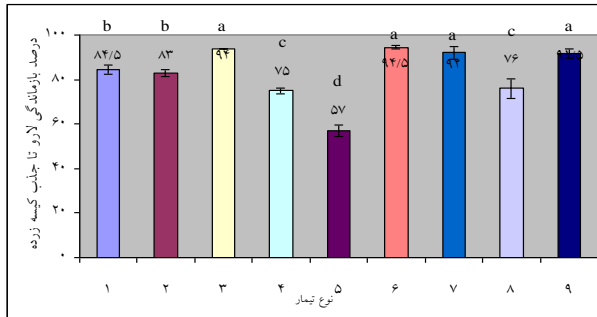 b b a c d a a c a
درصد بازماندگی لارو تا جذب کیسه زرده
۱۰۰
۸۰
۶۰
۴۰
۲۰
۰
۸۴/۵ ۸۳ ۹۴ ۷۵ ۵۷ ۹۴/۵ ۹۴ ۷۶
۱ ۲ ۳ ۴ ۵ ۶ ۷ ۸ ۹
نوع تیمار